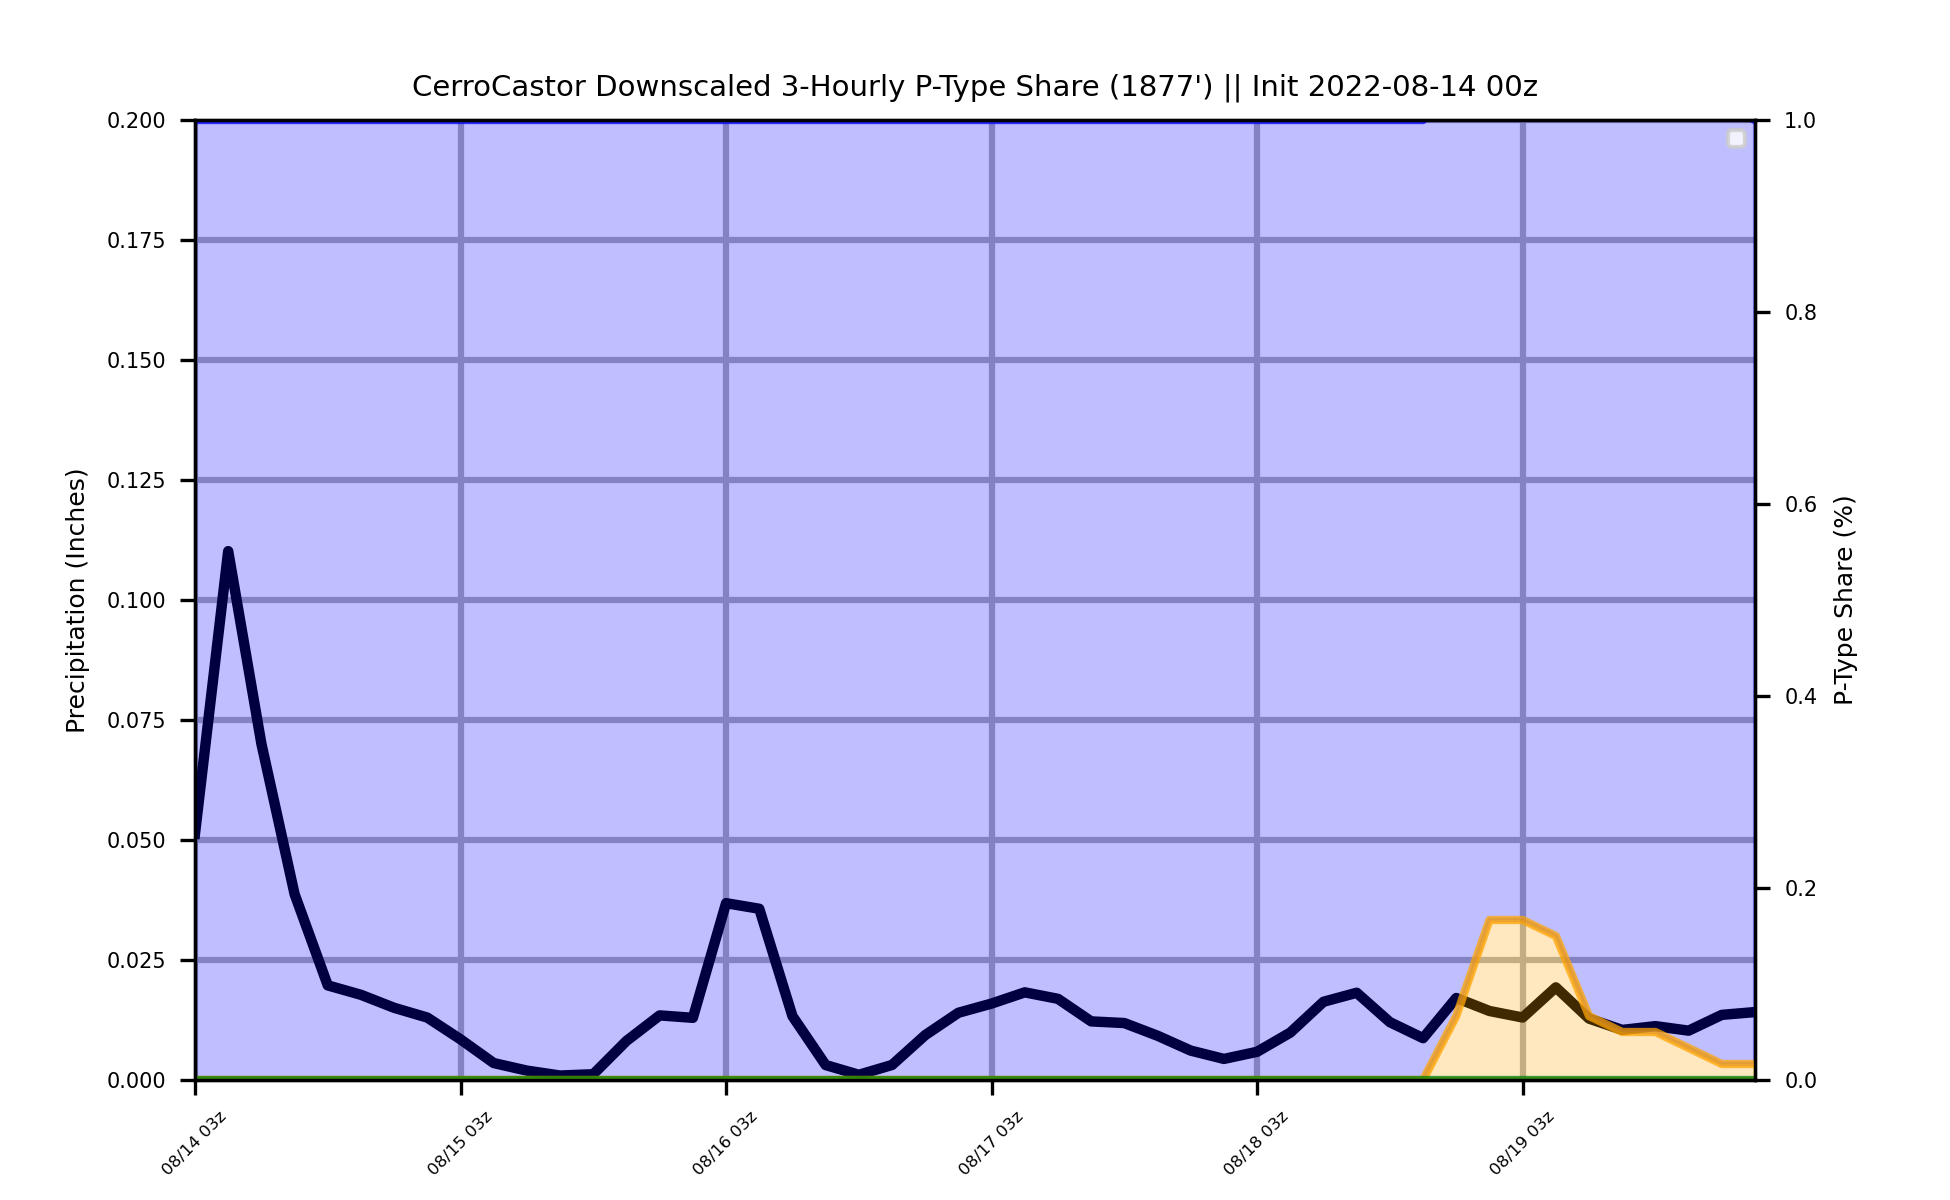 CerroCastor Downscaled 3-Hourly P-Type Share (1877') || Init 2022-08-14 00z
0.200
0.175
0.150
0.125
0.100
0.075
0.050
0.025
0.000
Precipitation (Inches)
1.0
0.8
0.6
0.4
0.2
0.0
P-Type Share (%)
08/14 03z
08/15 03z
08/16 03z
08/17 03z
08/18 03z
08/19 03z